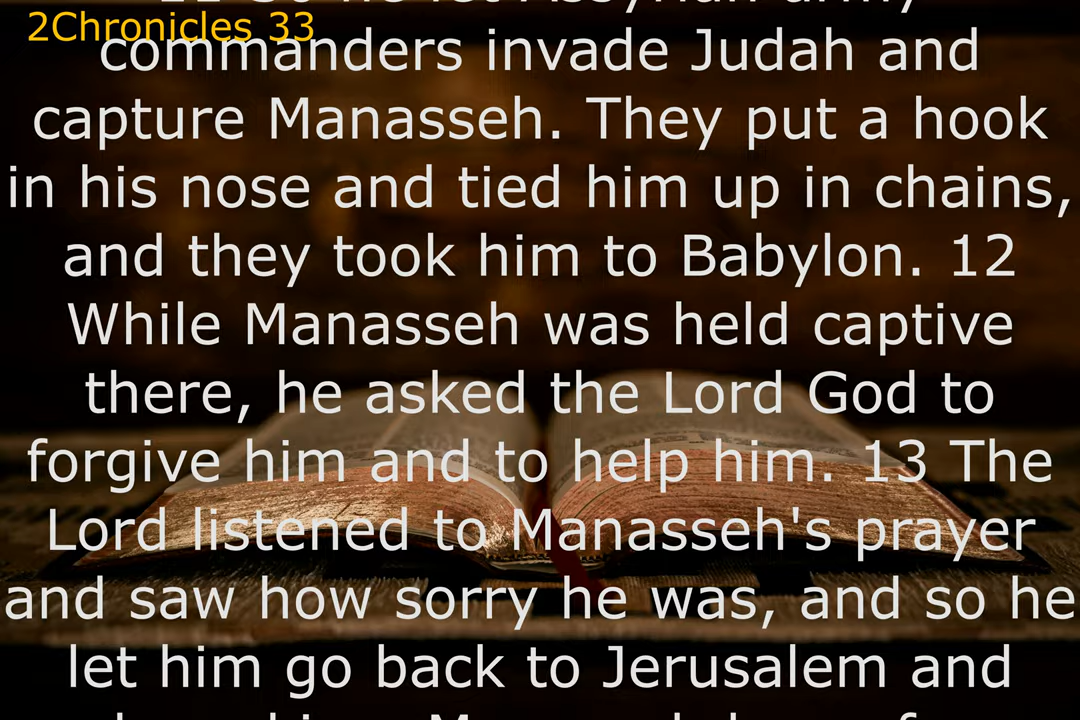 2Chronicles 33
commanders invade Judah and
capture Manasseh. They put a hook
in his nose and tied him up in chains,
and they took him to Babylon. 12
While Manasseh was held captive
there, he asked the Lord God to
forgive him and to help him. 13 The
Lord listened to Manasseh's prayer
and saw how sorry he was, and so he
let him go back to Jerusalem and